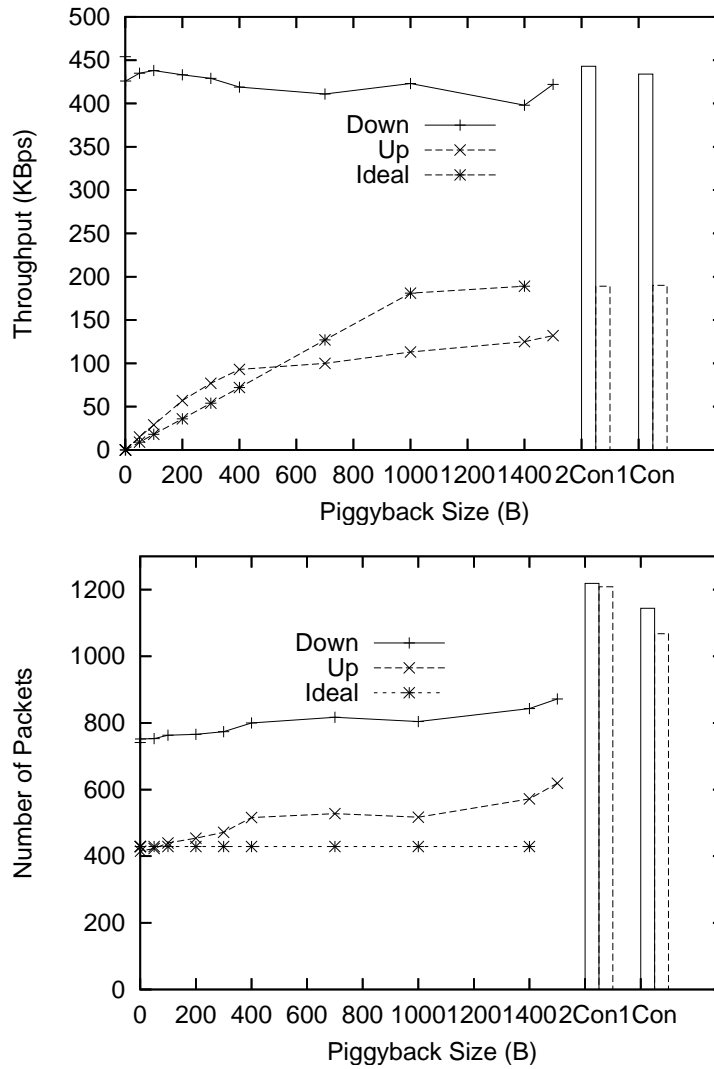 500
450
400
350
300
250
200
150
100
50
0
Throughput (KBps)
Down
Up
Ideal
0 200 400 600 800 1000 1200 1400 2Con 1Con
Piggyback Size (B)
1200
1000
800
600
400
200
0
Number of Packets
Down
Up
Ideal
0 200 400 600 800 1000 1200 1400 2Con 1Con
Piggyback Size (B)